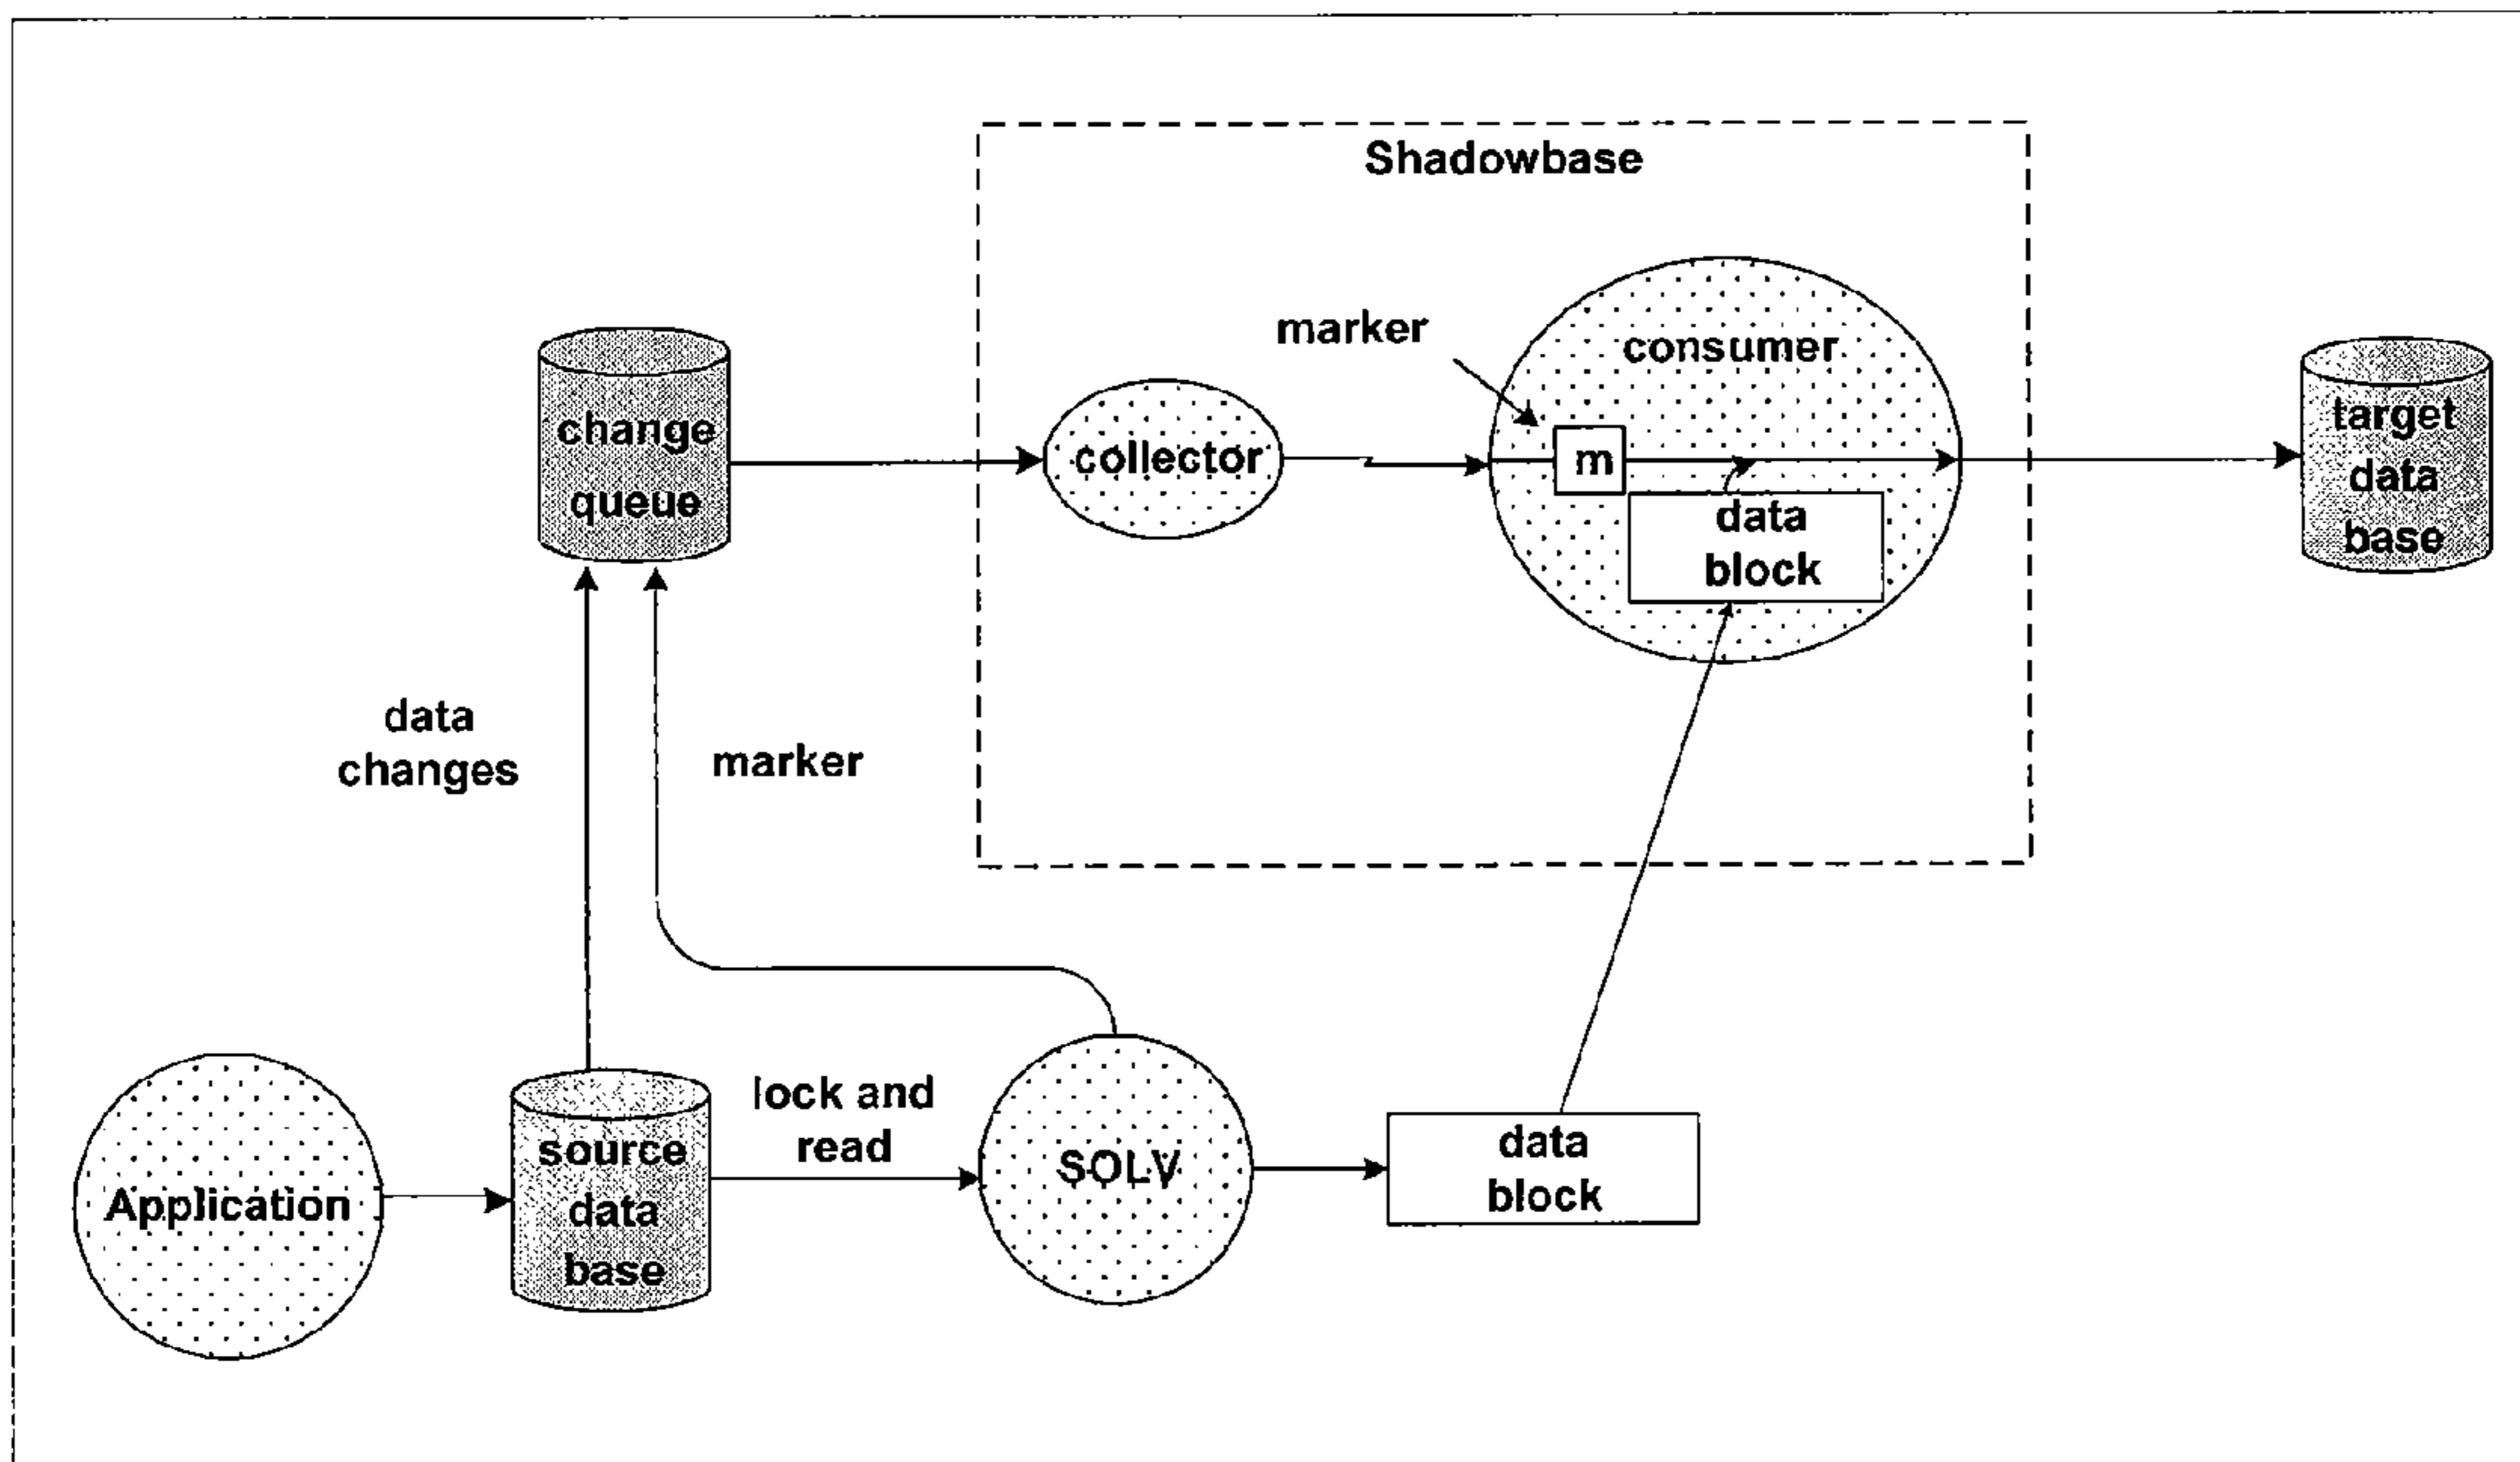 Shadowbase
marker
consumer
change
queue
collector
m
data
block
target
data
base
data
changes
marker
Application
source
data
base
lock and
read
SOLV
data
block